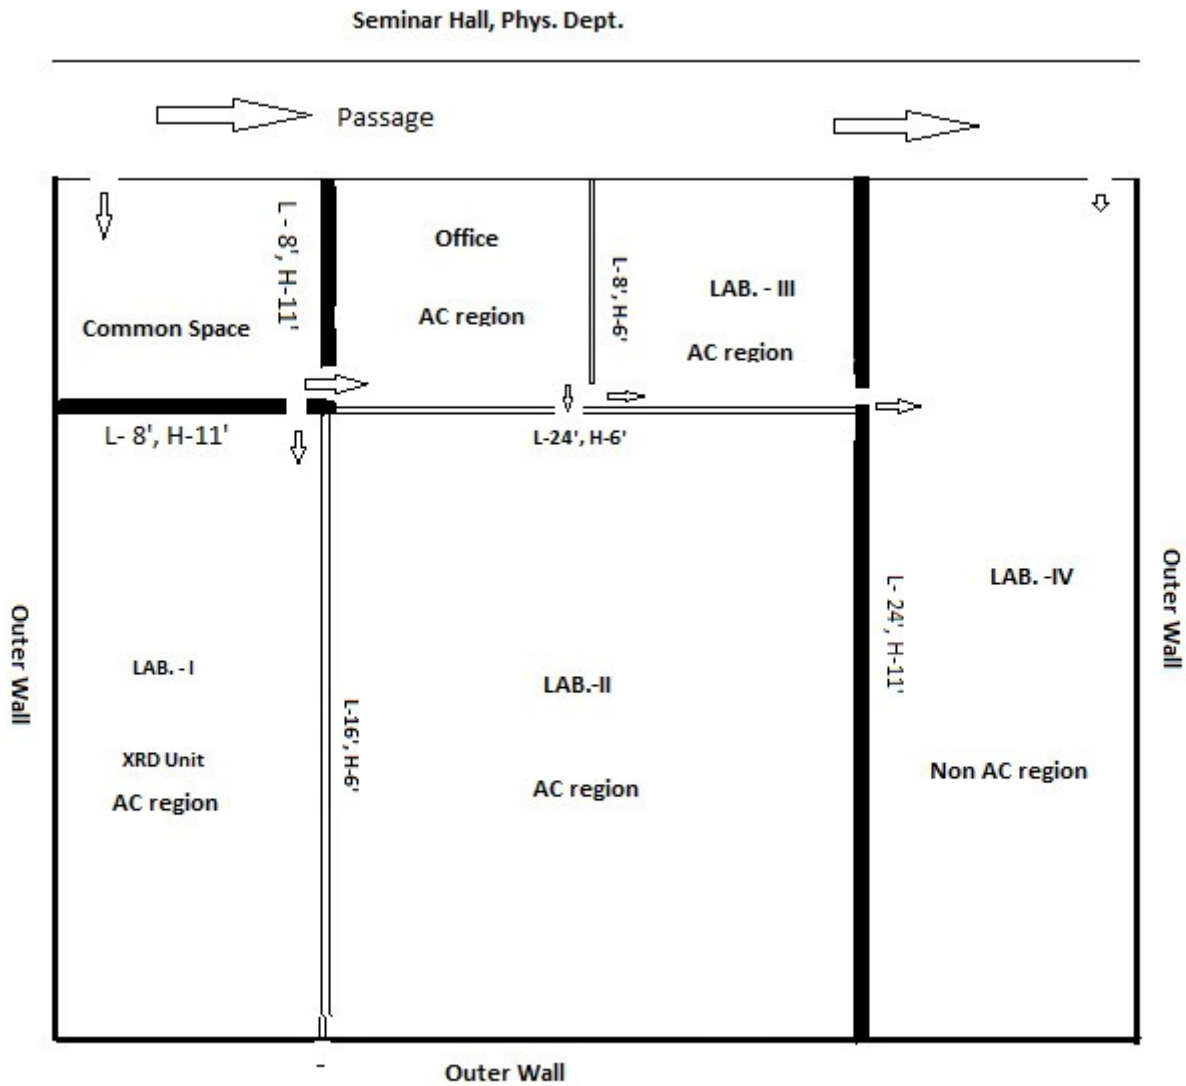 Seminar Hall, Phys. Dept.
Passage
L - 8', H-11'
Office
AC region
L-8', H-6'
LAB. - III
AC region
Common Space
L- 8', H-11'
L-24', H-6'
Outer Wall
LAB. - I
XRD Unit
AC region
L-16', H-6'
LAB.-II
AC region
L- 24', H-11'
LAB. -IV
Non AC region
Outer Wall
Outer Wall